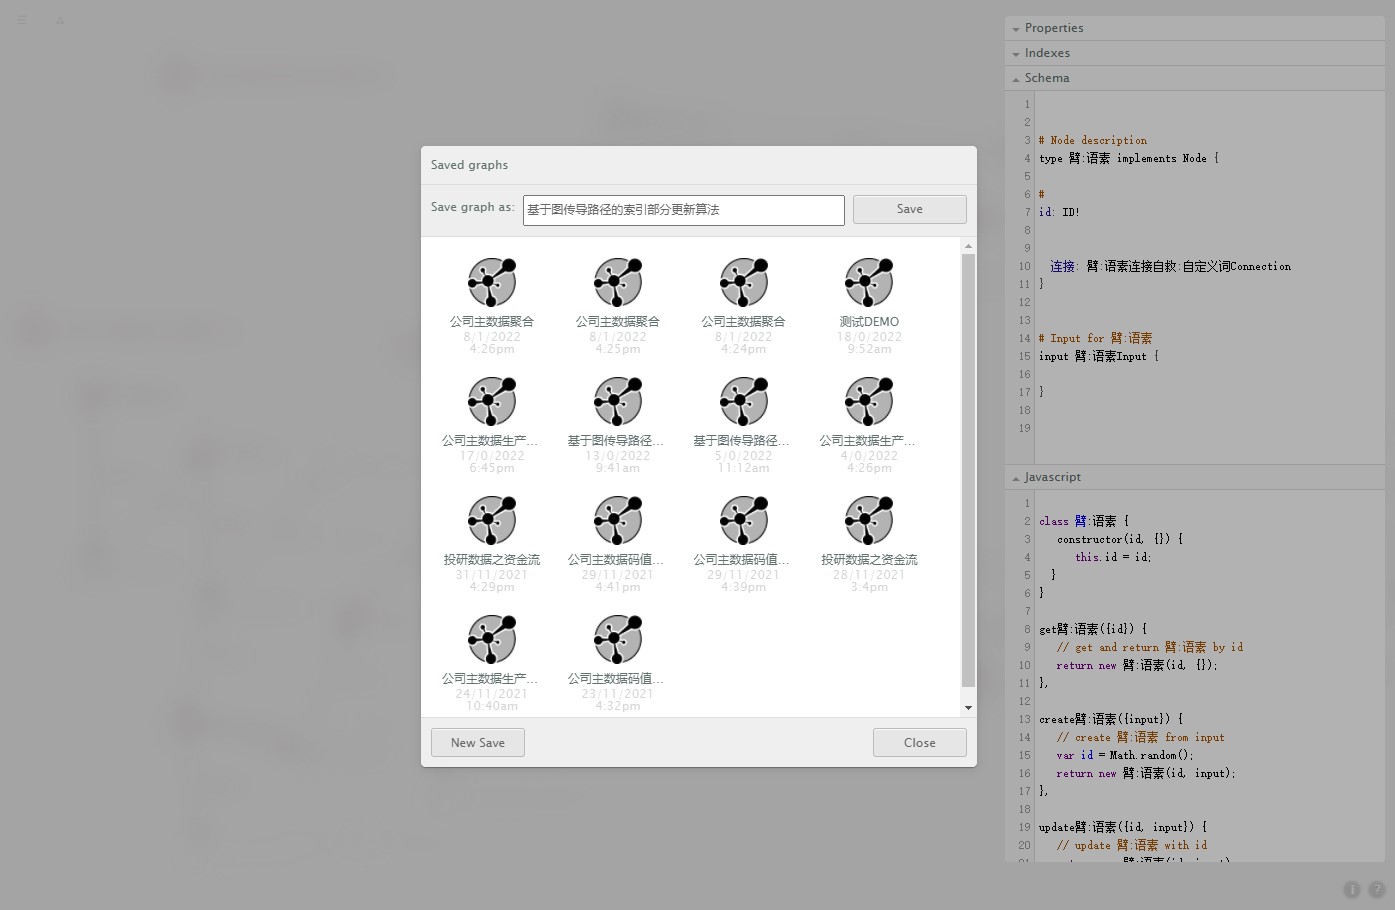 Properties
Indexes
Schema
1
2
3 # Node description
4 type 臂:语素 implements Node {
5
6 #
7 id: ID!
8
9
10 连接: 臂:语素连接自救:自定义词Connection
11 }
12
13
14 # Input for 臂:语素
15 input 臂:语素Input {
16
17 }
18
19
Javascript
1
2 class 臂:语素 {
3 constructor(id, {}) {
4 this.id = id;
5 }
6 }
7
8 get臂:语素({id}) {
9 // get and return 臂:语素 by id
10 return new 臂:语素(id, {});
11 },
12
13 create臂:语素({input}) {
14 // create 臂:语素 from input
15 var id = Math.random();
16 return new 臂:语素(id, input);
17 },
18
19 update臂:语素({id, input}) {
20 // update 臂:语素 with id
Saved graphs
Save graph as: 基于图传导路径的索引部分更新算法 Save
公司主数据聚合 公司主数据聚合 公司主数据聚合 测试DEMO
8/1/2022 8/1/2022 8/1/2022 18/0/2022
4:26pm 4:25pm 4:24pm 9:52am
公司主数据生产... 基于图传导路径... 基于图传导路径... 公司主数据生产...
17/0/2022 13/0/2022 5/0/2022 4/0/2022
6:45pm 9:41am 11:12am 4:26pm
投研数据之资金流 公司主数据码值... 公司主数据码值... 投研数据之资金流
31/11/2021 29/11/2021 29/11/2021 28/11/2021
4:29pm 4:41pm 4:39pm 3:4pm
公司主数据生产... 公司主数据码值...
24/11/2021 23/11/2021
10:40am 4:32pm
New Save Close